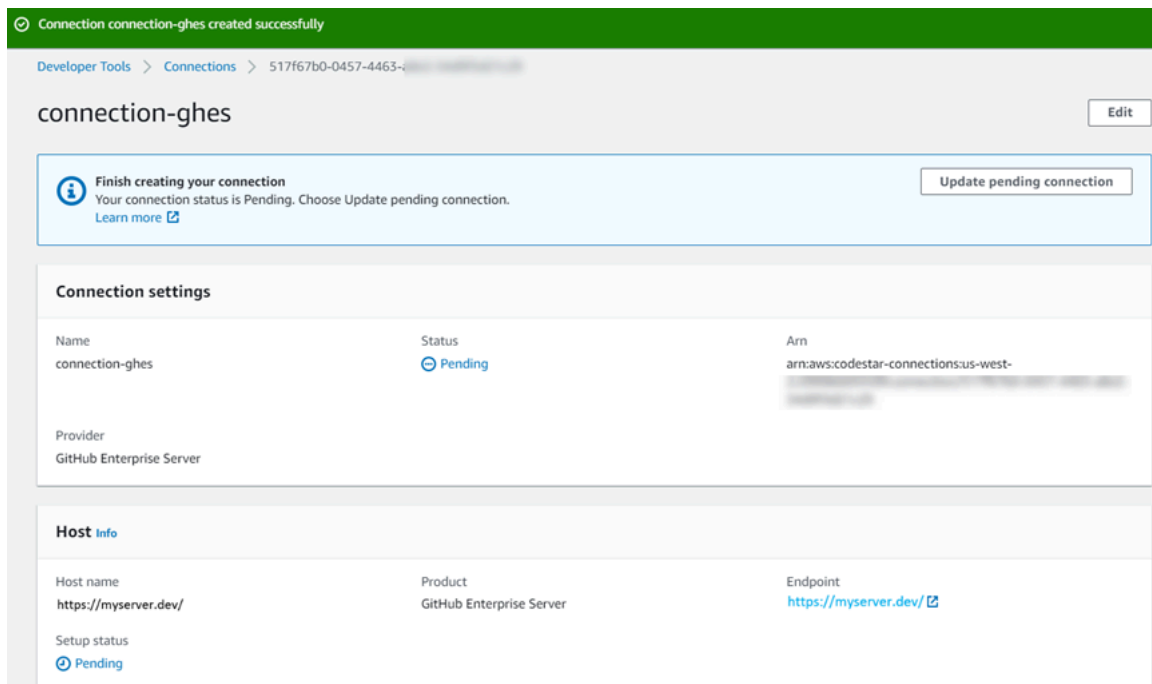 Connection connection-ghes created successfully
Developer Tools > Connections > 517f67b0-0457-4463-
connection-ghes
Edit
Finish creating your connection
Your connection status is Pending. Choose Update pending connection.
Learn more
Update pending connection
Connection settings
Name
Status
Arn
connection-ghes
Pending
arn:aws:codestar-connections:us-west-
Provider
GitHub Enterprise Server
Host Info
Host name
Product
Endpoint
https://myserver.dev/
GitHub Enterprise Server
https://myserver.dev/
Setup status
Pending